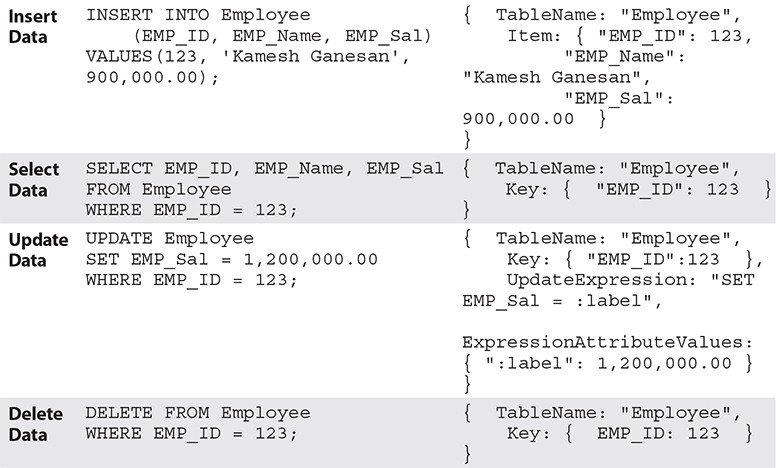 Insert Data
INSERT INTO Employee
(EMP_ID, EMP_Name, EMP_Sal)
VALUES(123, 'Kamesh Ganesan',
900,000.00);
{ TableName: "Employee",
Item: { "EMP_ID": 123,
"EMP_Name":
"Kamesh Ganesan",
"EMP_Sal":
900,000.00 }
}
Select Data
SELECT EMP_ID, EMP_Name, EMP_Sal
FROM Employee
WHERE EMP_ID = 123;
{ TableName: "Employee",
Key: { "EMP_ID": 123 }
}
Update Data
UPDATE Employee
SET EMP_Sal = 1,200,000.00
WHERE EMP_ID = 123;
{ TableName: "Employee",
Key: { "EMP_ID":123 },
UpdateExpression: "SET
EMP_Sal = :label",
ExpressionAttributeValues:
{ ":label": 1,200,000.00 }
}
Delete Data
DELETE FROM Employee
WHERE EMP_ID = 123;
{ TableName: "Employee",
Key: { EMP_ID: 123 }
}